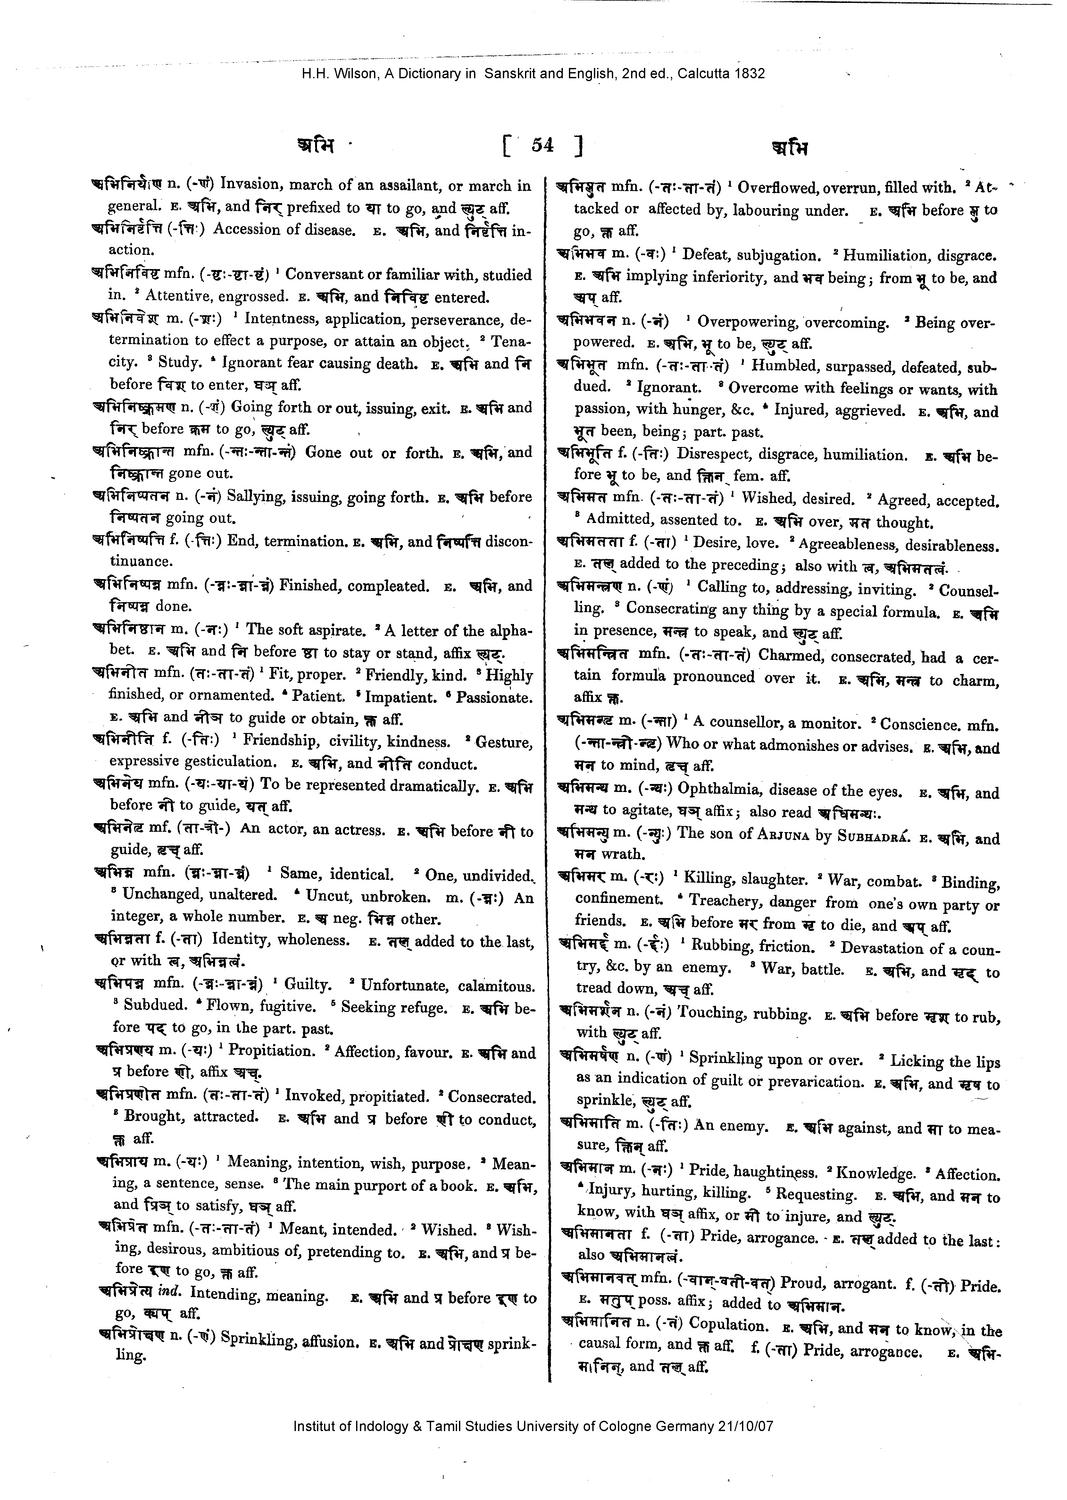 H.H. Wilson, A Dictionary in Sanskrit and English, 2nd ed., Calcutta 1832
अभि [ 54 ] अभि
अभिनिर्याण n. (-णं) Invasion, march of an assailant, or march in
general. E. अभि, and निर् prefixed to या to go, and ल्युट् aff.
अभिनिर्वृत्ति (-त्तिः) Accession of disease. E. अभि, and निर्वृत्ति in-
action.
अभिनिविष्ट mfn. (-ष्टः-ष्टा-ष्टं) ¹ Conversant or familiar with, studied
in. ² Attentive, engrossed. E. अभि, and निविष्ट entered.
अभिनिवेश m. (-शः) ¹ Intentness, application, perseverance, de-
termination to effect a purpose, or attain an object. ² Tena-
city. ³ Study. ⁴ Ignorant fear causing death. E. अभि and नि
before विश to enter, घञ् aff.
अभिनिष्क्रमण n. (-णं) Going forth or out, issuing, exit. E. अभि and
निर् before क्रम to go, ल्युट् aff.
अभिनिष्क्रान्त mfn. (-न्तः-न्ता-न्तं) Gone out or forth. E. अभि, and
निष्क्रान्त gone out.
अभिनिष्पतन n. (-नं) Sallying, issuing, going forth. E. अभि before
निष्पतन going out.
अभिनिष्पत्ति f. (-त्तिः) End, termination. E. अभि, and निष्पत्ति discon-
tinuance.
अभिनिष्पन्न mfn. (-न्नः-न्ना-न्नं) Finished, compleated. E. अभि, and
निष्पन्न done.
अभिनिष्ठान m. (-नः) ¹ The soft aspirate. ² A letter of the alpha-
bet. E. अभि and नि before ष्ठा to stay or stand, affix ल्युट्.
अभिनीत mfn. (तः-ता-तं) ¹ Fit, proper. ² Friendly, kind. ³ Highly
finished, or ornamented. ⁴ Patient. ⁵ Impatient. ⁶ Passionate.
E. अभि and नीञ to guide or obtain, क्त aff.
अभिनीति f. (-तिः) ¹ Friendship, civility, kindness. ² Gesture,
expressive gesticulation. E. अभि, and नीति conduct.
अभिनेय mfn. (-यः-या-यं) To be represented dramatically. E. अभि
before नी to guide, यत् aff.
अभिनेतृ mf. (ता-त्री-) An actor, an actress. E. अभि before नी to
guide, तृच् aff.
अभिन्न mfn. (न्नः-न्ना-न्नं) ¹ Same, identical. ² One, undivided.
³ Unchanged, unaltered. ⁴ Uncut, unbroken. m. (-न्नः) An
integer, a whole number. E. अ neg. भिन्न other.
अभिन्नता f. (-ता) Identity, wholeness. E. तल् added to the last,
or with त्व, अभिन्नत्वं.
अभिपन्न mfn. (-न्नः-न्ना-न्नं) ¹ Guilty. ² Unfortunate, calamitous.
³ Subdued. ⁴ Flown, fugitive. ⁵ Seeking refuge. E. अभि be-
fore पद् to go, in the part. past.
अभिप्रणय m. (-यः) ¹ Propitiation. ² Affection, favour. E. अभि and
प्र before णी, affix अच्.
अभिप्रणीत mfn. (तः-ता-तं) ¹ Invoked, propitiated. ² Consecrated.
³ Brought, attracted. E. अभि and प्र before णी to conduct,
क्त aff.
अभिप्राय m. (-यः) ¹ Meaning, intention, wish, purpose. ² Mean-
ing, a sentence, sense. ³ The main purport of a book. E. अभि,
and प्रिञ् to satisfy, घञ् aff.
अभिप्रेत mfn. (-तः-ता-तं) ¹ Meant, intended. ² Wished. ³ Wish-
ing, desirous, ambitious of, pretending to. E. अभि, and प्र be-
fore इण to go, क्त aff.
अभिप्रेत्य ind. Intending, meaning. E. अभि and प्र before इण to
go, क्यप् aff.
अभिप्रोक्षण n. (-णं) Sprinkling, affusion. E. अभि and प्रोक्षण sprink-
ling.
अभिप्लुत mfn. (-तः-ता-तं) ¹ Overflowed, overrun, filled with. ² At-
tacked or affected by, labouring under. E. अभि before प्लु to
go, क्त aff.
अभिभव m. (-वः) ¹ Defeat, subjugation. ² Humiliation, disgrace.
E. अभि implying inferiority, and भव being; from भू to be, and
अप् aff.
अभिभवन n. (-नं) ¹ Overpowering, overcoming. ² Being over-
powered. E. अभि, भू to be, ल्युट् aff.
अभिभूत mfn. (-तः-ता-तं) ¹ Humbled, surpassed, defeated, sub-
dued. ² Ignorant. ³ Overcome with feelings or wants, with
passion, with hunger, &c. ⁴ Injured, aggrieved. E. अभि, and
भूत been, being; part. past.
अभिभूति f. (-तिः) Disrespect, disgrace, humiliation. E. अभि be-
fore भू to be, and क्तिन् fem. aff.
अभिमत mfn. (-तः-ता-तं) ¹ Wished, desired. ² Agreed, accepted.
³ Admitted, assented to. E. अभि over, मत thought.
अभिमतता f. (-ता) ¹ Desire, love. ² Agreeableness, desirableness.
E. तल् added to the preceding; also with त्व, अभिमतत्वं.
अभिमन्त्रण n. (-णं) ¹ Calling to, addressing, inviting. ² Counsel-
ling. ³ Consecrating any thing by a special formula. E. अभि
in presence, मन्त्र to speak, and ल्युट् aff.
अभिमन्त्रित mfn. (-तः-ता-तं) Charmed, consecrated, had a cer-
tain formula pronounced over it. E. अभि, मन्त्र to charm,
affix क्त.
अभिमन्तृ m. (-न्ता) ¹ A counsellor, a monitor. ² Conscience. mfn.
(-न्ता-न्त्री-न्तृ) Who or what admonishes or advises. E. अभि, and
मन to mind, तृच् aff.
अभिमन्थ m. (-न्थः) Ophthalmia, disease of the eyes. E. अभि, and
मन्थ to agitate, घञ् affix; also read अधिमन्थः.
अभिमन्यु m. (-न्युः) The son of ARJUNA by SUBHADRÁ. E. अभि, and
मन wrath.
अभिमर m. (-रः) ¹ Killing, slaughter. ² War, combat. ³ Binding,
confinement. ⁴ Treachery, danger from one's own party or
friends. E. अभि before मर from मृ to die, and अप् aff.
अभिमर्द्द m. (-र्द्दः) ¹ Rubbing, friction. ² Devastation of a coun-
try, &c. by an enemy. ³ War, battle. E. अभि, and मृद् to
tread down, अच् aff.
अभिमर्शन n. (-नं) Touching, rubbing. E. अभि before मृश to rub,
with ल्युट् aff.
अभिमर्षण n. (-णं) ¹ Sprinkling upon or over. ² Licking the lips
as an indication of guilt or prevarication. E. अभि, and मृष to
sprinkle, ल्युट् aff.
अभिमाति m. (-तिः) An enemy. E. अभि against, and मा to mea-
sure, क्तिन् aff.
अभिमान m. (-नः) ¹ Pride, haughtiness. ² Knowledge. ³ Affection.
⁴ Injury, hurting, killing. ⁵ Requesting. E. अभि, and मन to
know, with घञ् affix, or मी to injure, and ल्युट्.
अभिमानता f. (-ता) Pride, arrogance. E. तल् added to the last:
also अभिमानत्वं.
अभिमानवत् mfn. (-वान्-वती-वत्) Proud, arrogant. f. (-ती) Pride.
E. मतुप् poss. affix; added to अभिमान.
अभिमानित n. (-तं) Copulation. E. अभि, and मन to know, in the
causal form, and क्त aff. f. (-ता) Pride, arrogance. E. अभि-
मानिन्, and तल् aff.
Institut of Indology & Tamil Studies University of Cologne Germany 21/10/07